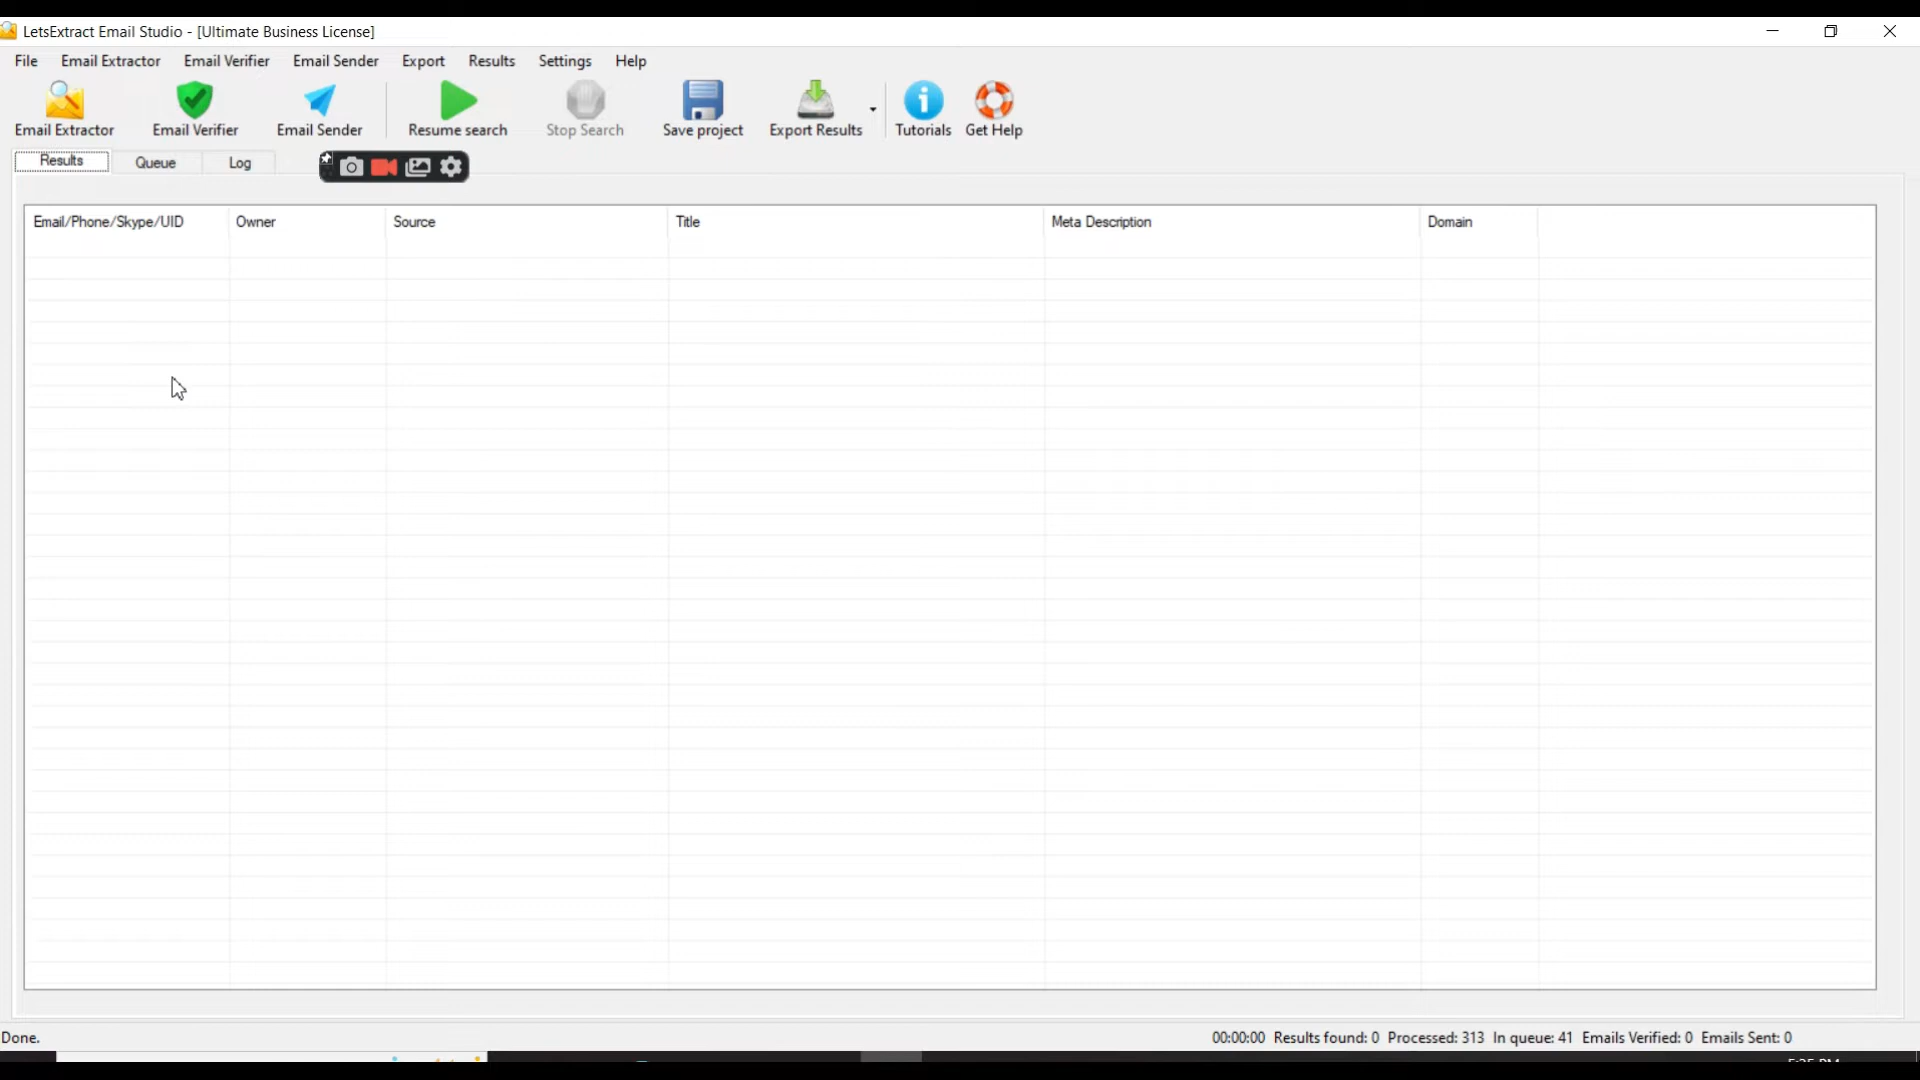 LetsExtract Email Studio - [Ultimate Business License]
File Email Extractor Email Verifier Email Sender Export Results Settings Help
Email Extractor Email Verifier Email Sender Resume search Stop Search Save project Export Results Tutorials Get Help
Results Queue Log
Email/Phone/Skype/UID Owner Source Title Meta Description Domain
Done. 00:00:00 Results found: 0 Processed: 313 In queue: 41 Emails Verified: 0 Emails Sent: 0